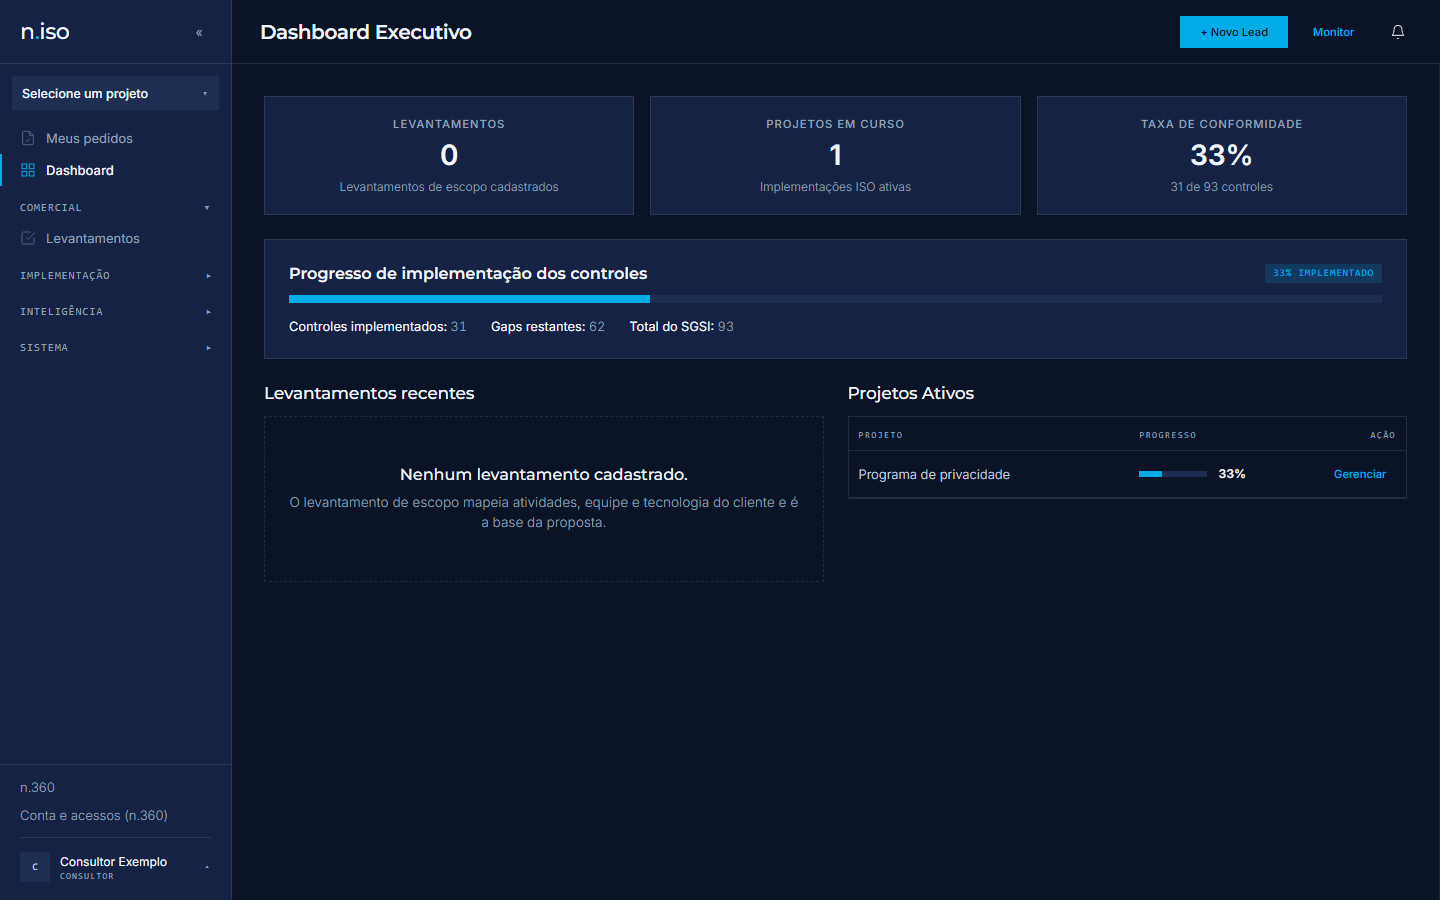 n.iso
«
Selecione um projeto
Meus pedidos
Dashboard
COMERCIAL
Levantamentos
IMPLEMENTAÇÃO
INTELIGÊNCIA
SISTEMA
n.360
Conta e acessos (n.360)
C
Consultor Exemplo
CONSULTOR
Dashboard Executivo
+ Novo Lead
Monitor
LEVANTAMENTOS
0
Levantamentos de escopo cadastrados
PROJETOS EM CURSO
1
Implementações ISO ativas
TAXA DE CONFORMIDADE
33%
31 de 93 controles
Progresso de implementação dos controles
33% IMPLEMENTADO
Controles implementados: 31 Gaps restantes: 62 Total do SGSI: 93
Levantamentos recentes
Nenhum levantamento cadastrado.
O levantamento de escopo mapeia atividades, equipe e tecnologia do cliente e é
a base da proposta.
Projetos Ativos
PROJETO PROGRESSO AÇÃO
Programa de privacidade 33% Gerenciar